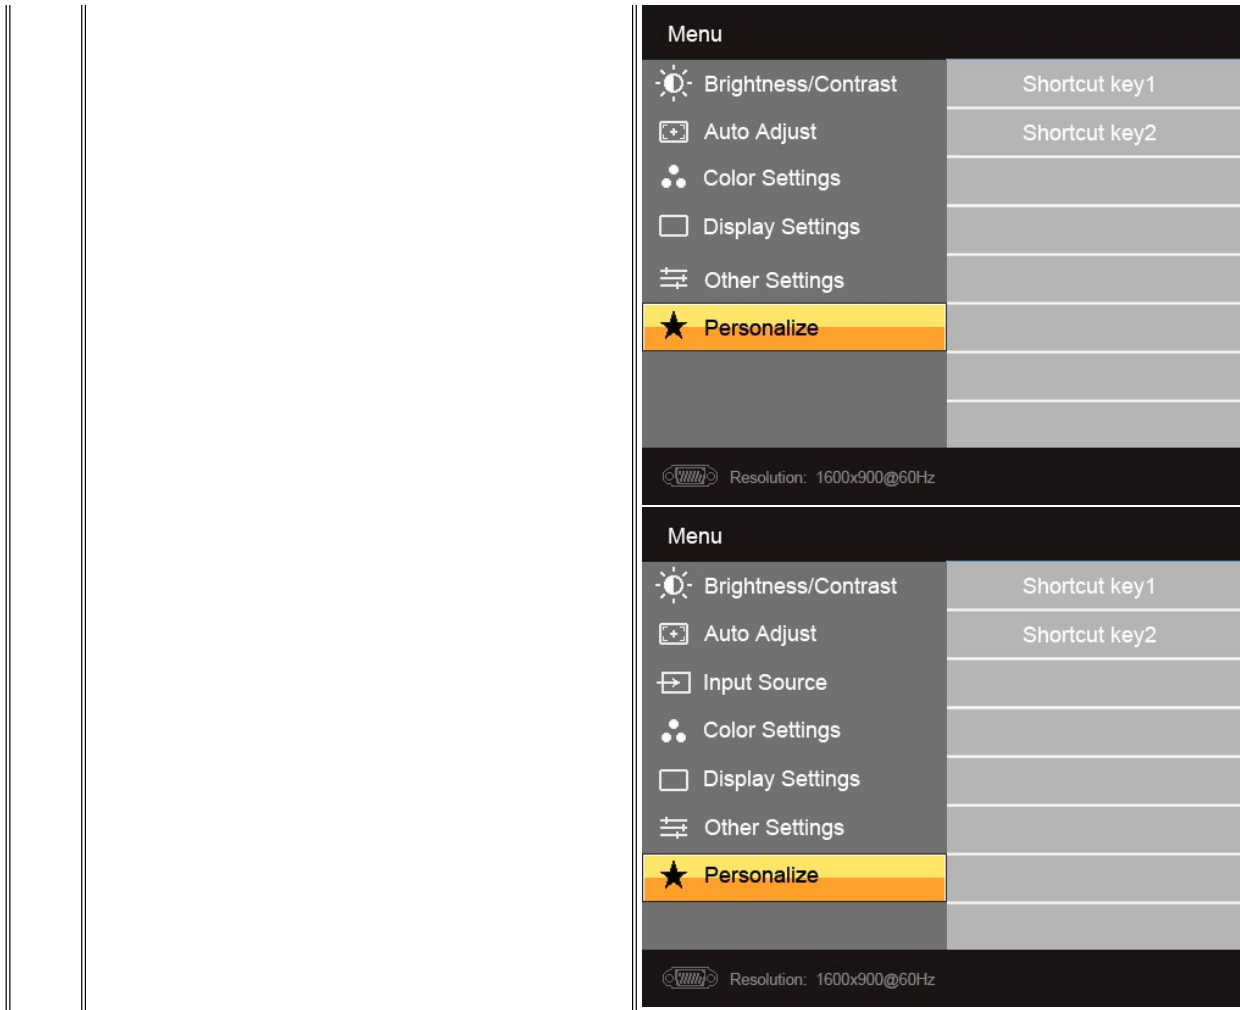 Menu
Brightness/Contrast Shortcut key1
Auto Adjust Shortcut key2
Color Settings
Display Settings
Other Settings
Personalize
Resolution: 1600x900@60Hz
Menu
Brightness/Contrast Shortcut key1
Auto Adjust Shortcut key2
Input Source
Color Settings
Display Settings
Other Settings
Personalize
Resolution: 1600x900@60Hz